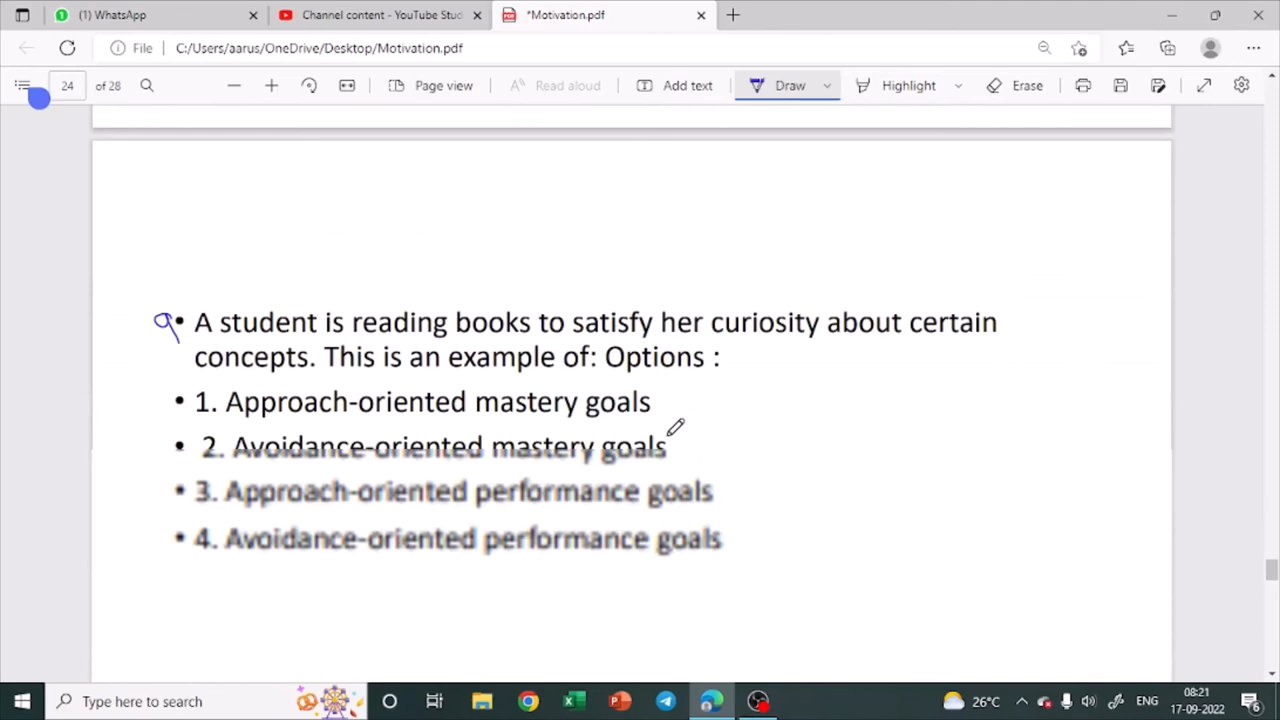 (1) WhatsApp
Channel content - YouTube Stud
*Motivation.pdf
File
C:/Users/aarus/OneDrive/Desktop/Motivation.pdf
24 of 28
Page view
Read aloud
Add text
Draw
Highlight
Erase
• A student is reading books to satisfy her curiosity about certain
concepts. This is an example of: Options :
• 1. Approach-oriented mastery goals
• 2. Avoidance-oriented mastery goals
• 3. Approach-oriented performance goals
• 4. Avoidance-oriented performance goals
Type here to search
26°C
ENG
08:21
17-09-2022
6